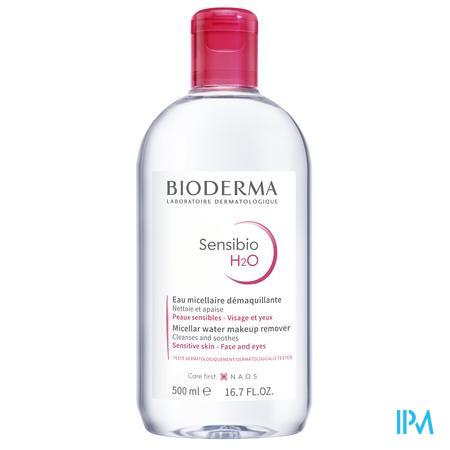 BIODERMA
LABORATOIRE DERMATOLOGIQUE
Sensibio
H2O
Eau micellaire démaquillante
Nettoie et apaise
Peaux sensibles - Visage et yeux
Micellar water makeup remover
Cleanses and soothes
Sensitive skin - Face and eyes
TESTÉ DERMATOLOGIQUEMENT/DERMATOLOGICALLY TESTED
Care first. NAOS
500 ml e 16.7 FL.OZ.
IPM